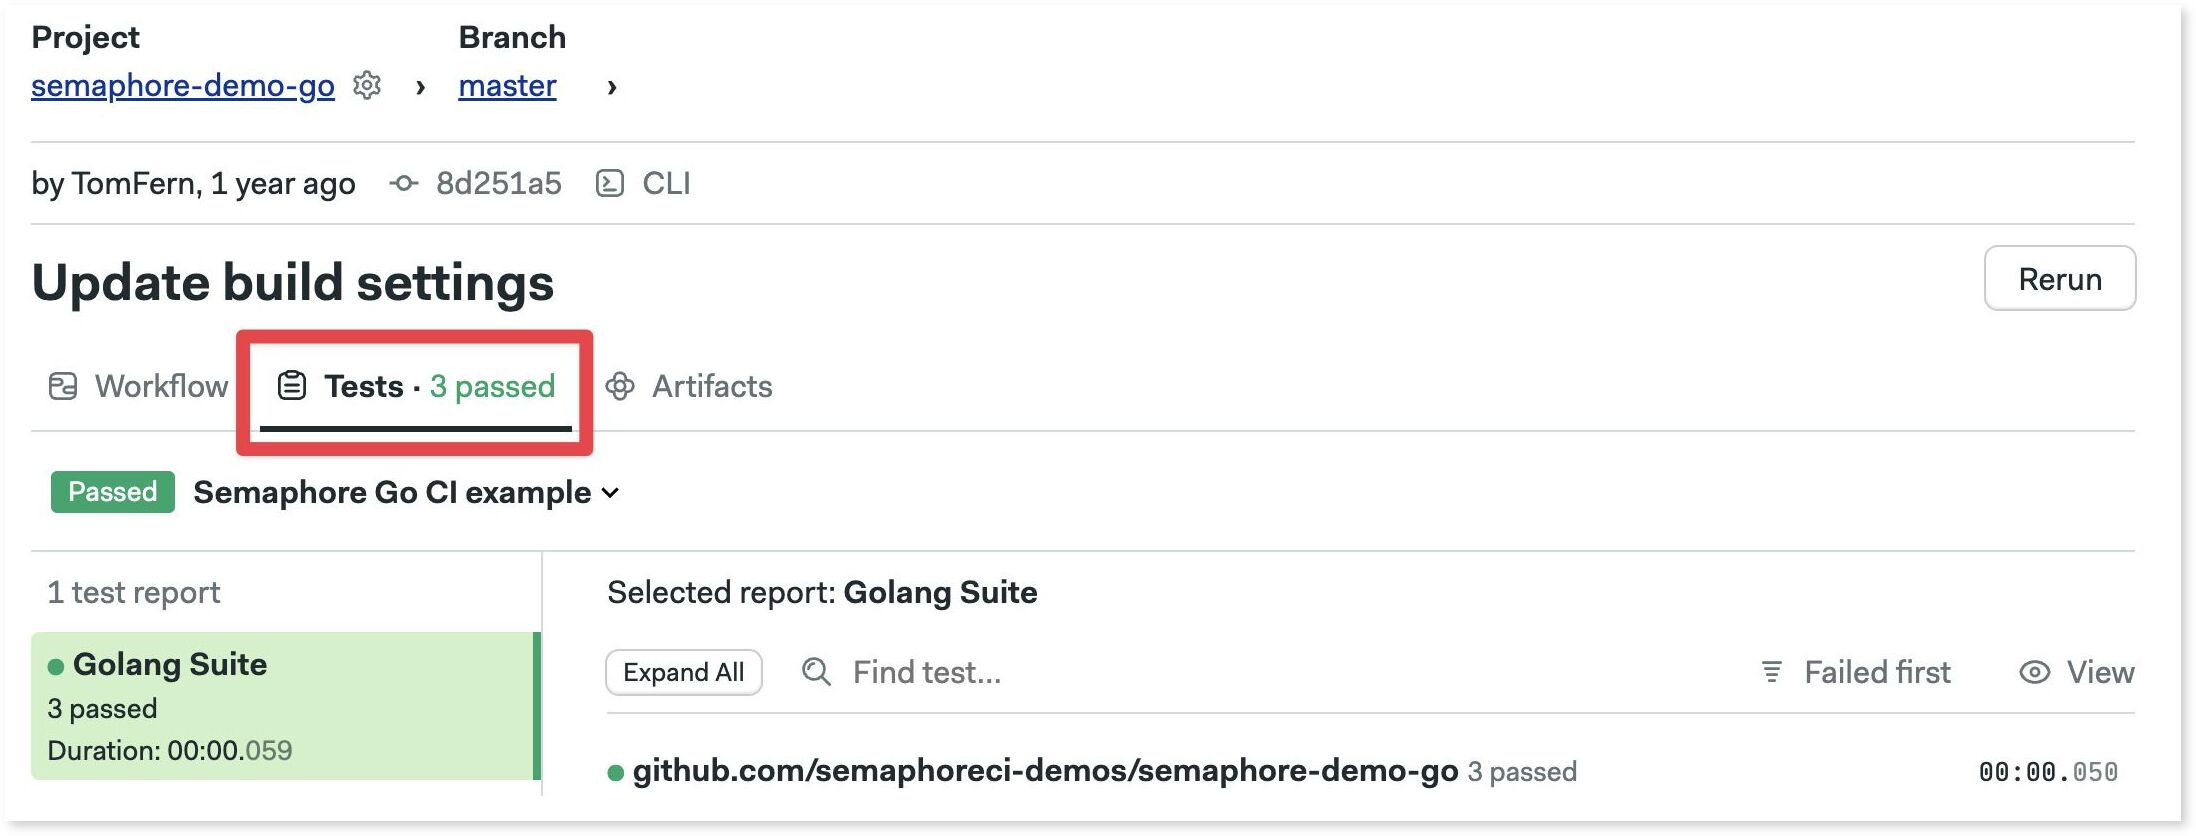 Project Branch
semaphore-demo-go › master ›
by TomFern, 1 year ago 8d251a5 CLI
Update build settings
Rerun
Workflow Tests · 3 passed Artifacts
Passed Semaphore Go CI example
1 test report
Golang Suite
3 passed
Duration: 00:00.059
Selected report: Golang Suite
Expand All Find test... Failed first View
github.com/semaphoreci-demos/semaphore-demo-go 3 passed 00:00.050